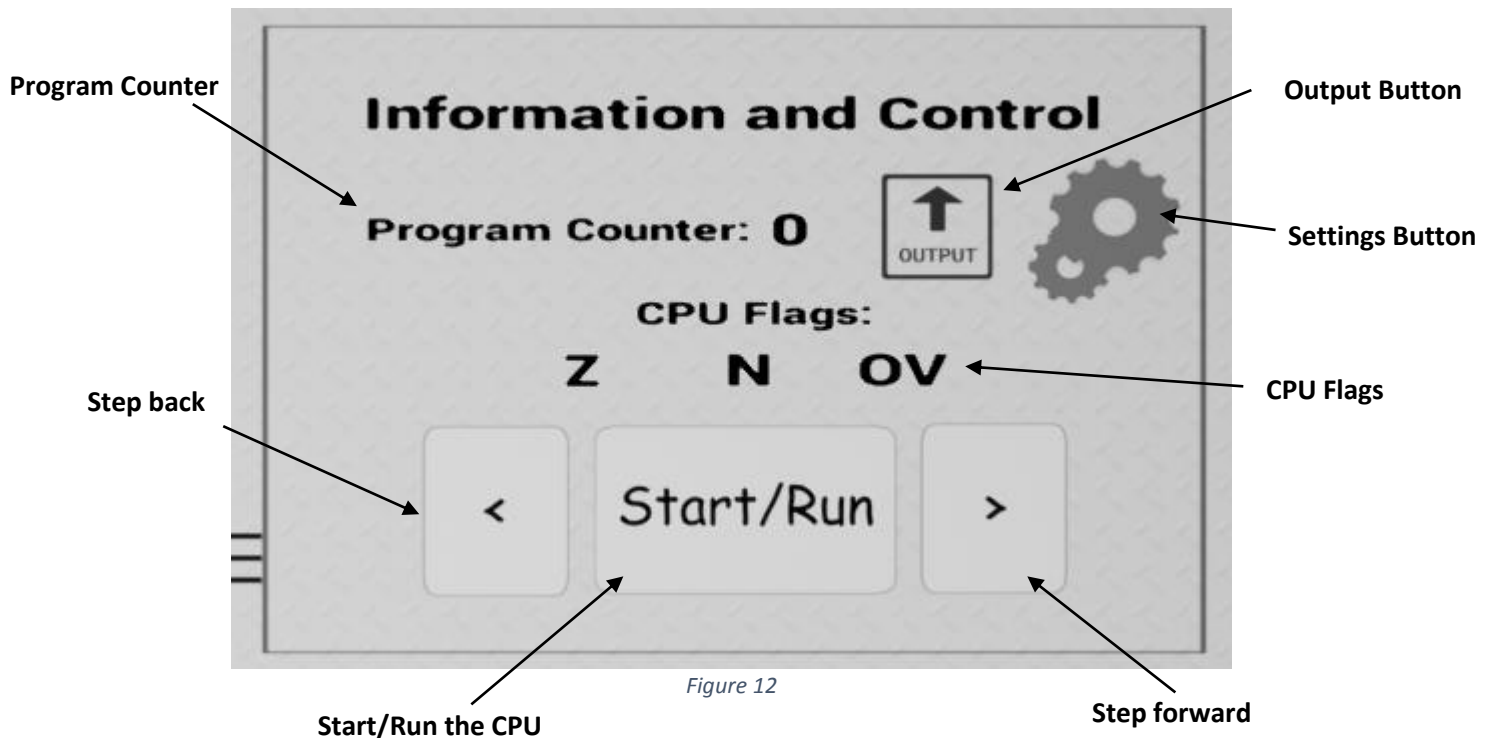 Program Counter
Output Button
Information and Control
Program Counter: 0
OUTPUT
Settings Button
CPU Flags:
Z N OV
CPU Flags
Step back
<
Start/Run
>
Figure 12
Start/Run the CPU
Step forward